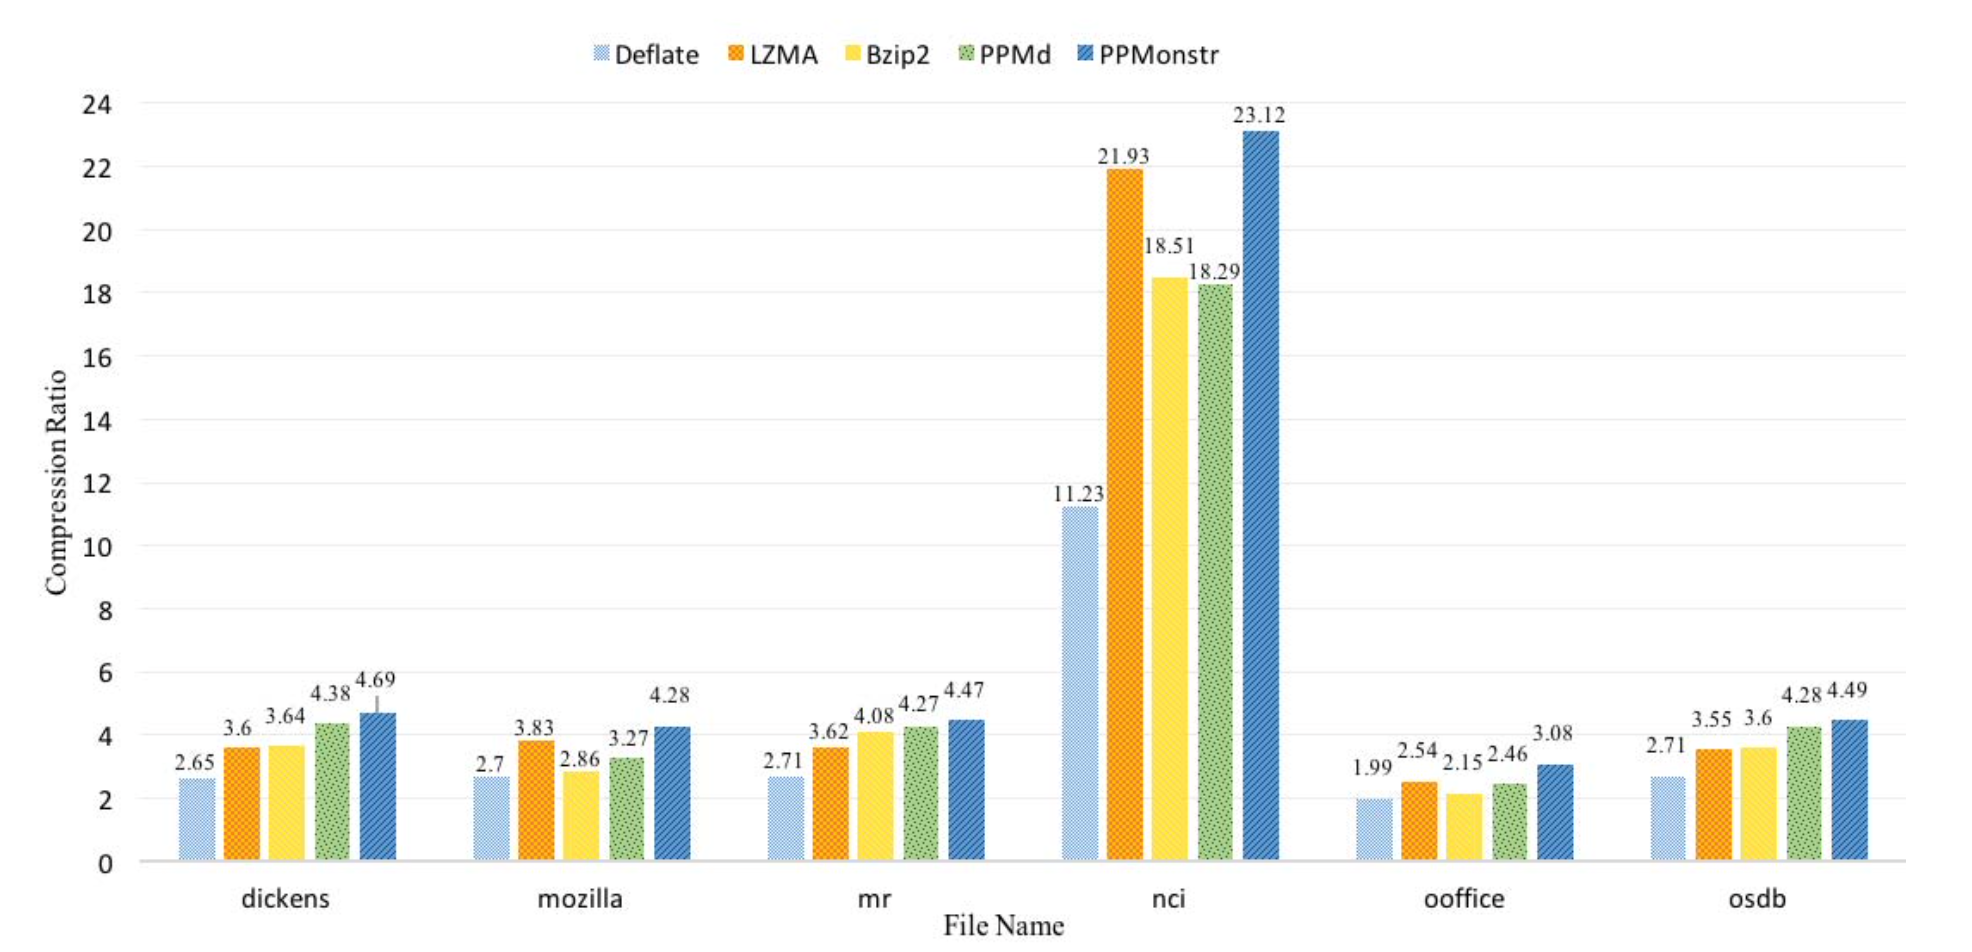 Deflate LZMA Bzip2 PPMd PPMonstr
24
22
20
18
16
14
12
10
8
6
4
2
0
Compression Ratio
2.65 3.6 3.64 4.38 4.69
2.7 3.83 2.86 3.27 4.28
2.71 3.62 4.08 4.27 4.47
11.23 21.93 18.51 18.29 23.12
1.99 2.54 2.15 2.46 3.08
2.71 3.55 3.6 4.28 4.49
dickens mozilla mr nci ooffice osdb
File Name